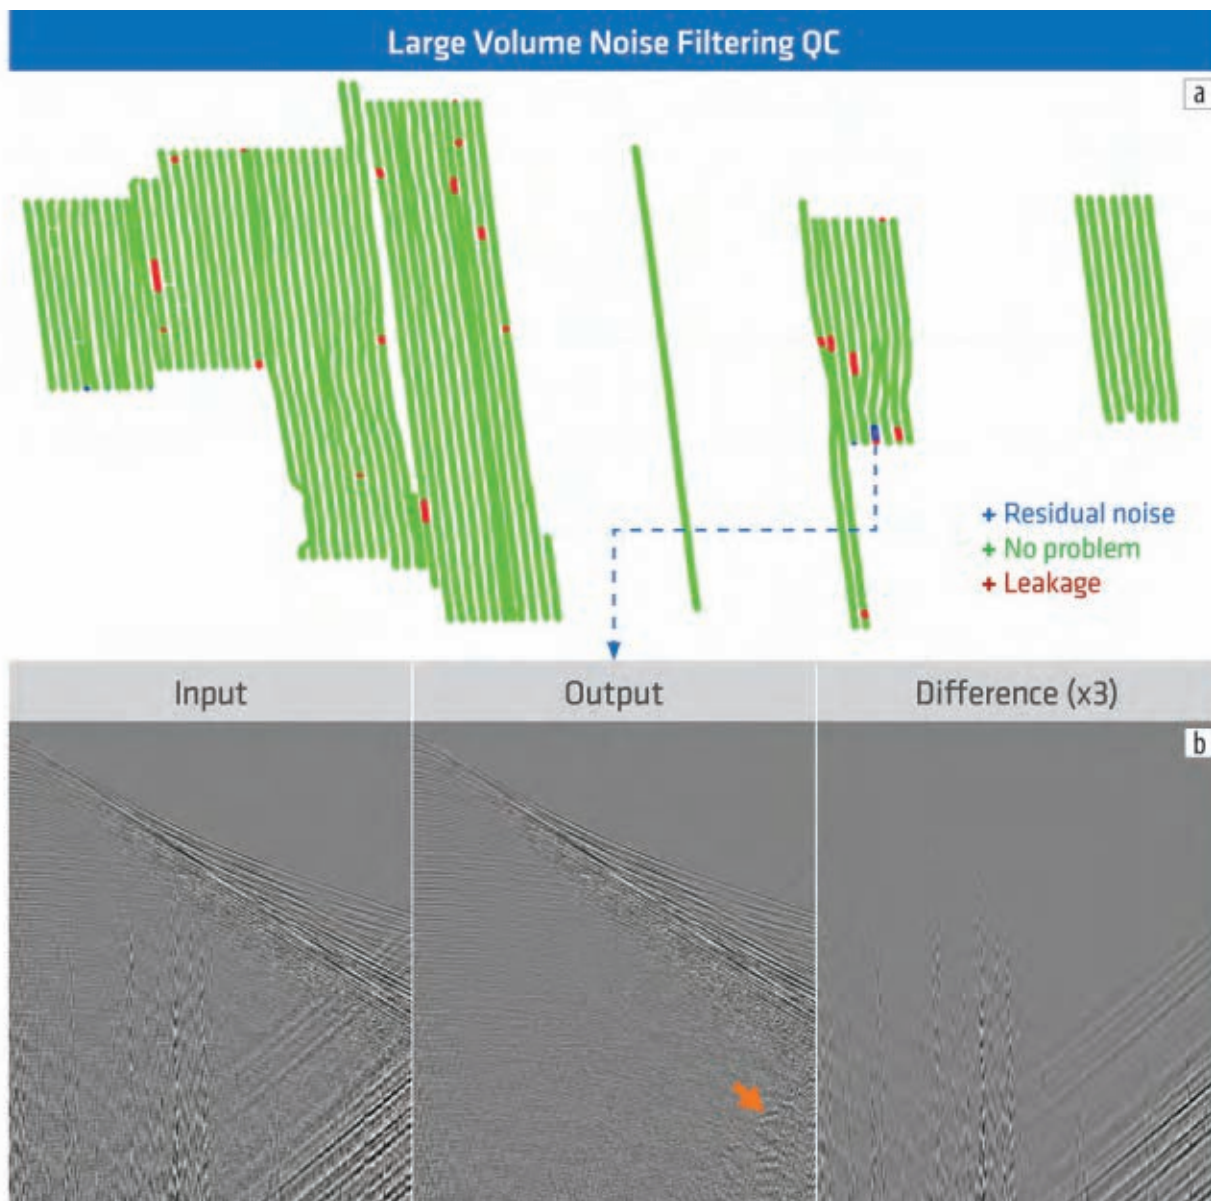 Large Volume Noise Filtering QC
a
+ Residual noise
+ No problem
+ Leakage
Input
Output
Difference (x3)
b